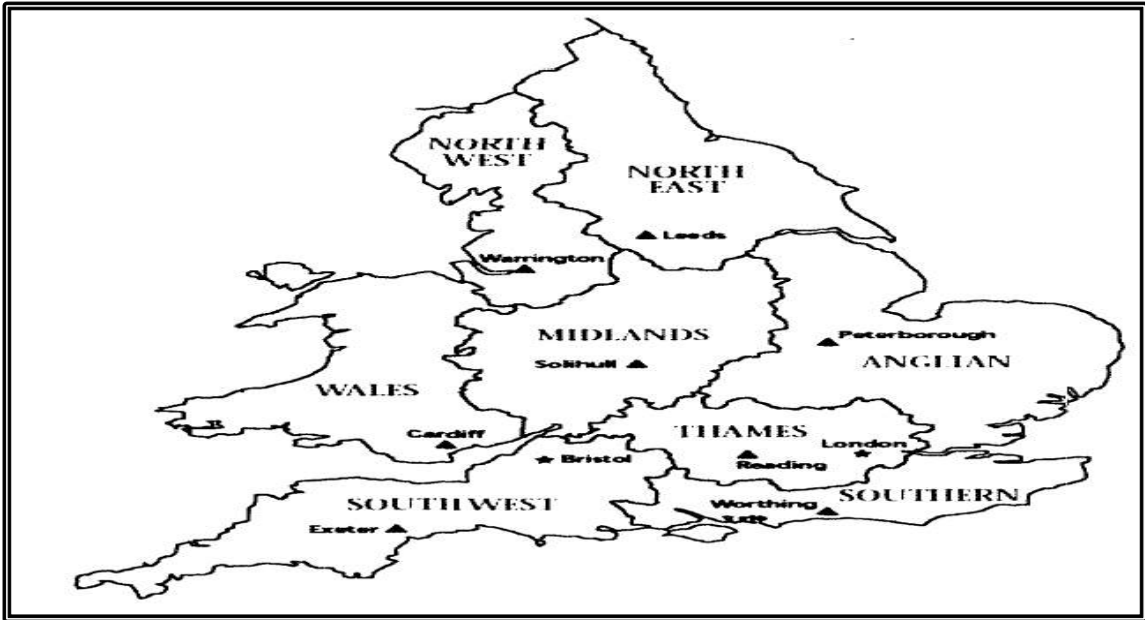 NORTH
WEST
NORTH
EAST
Leeds
Warrington
MIDLANDS
Peterborough
Solihull
ANGLIAN
WALES
Cardiff
THAMES
London
Bristol
Reading
SOUTH WEST
SOUTHERN
Worthing
Exeter